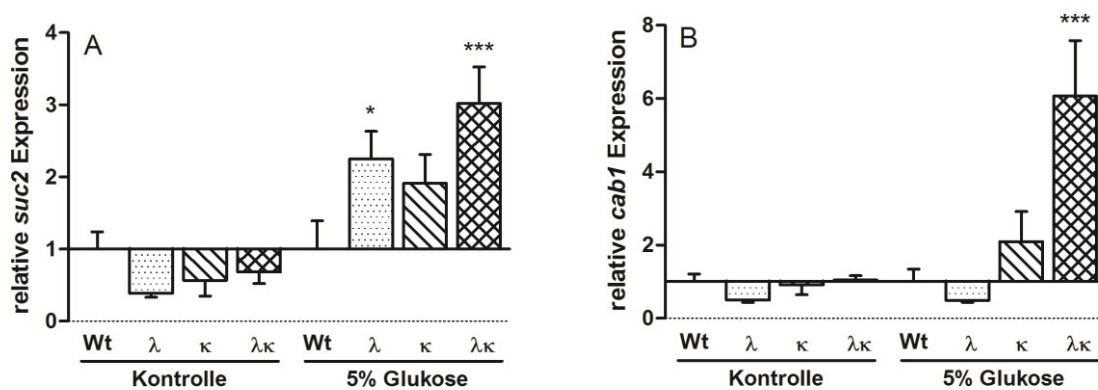 A
relative suc2 Expression
4
3
2
1
0
*
***
Wt λ κ λκ Wt λ κ λκ
Kontrolle 5% Glukose
B
relative cab1 Expression
8
6
4
2
0
***
Wt λ κ λκ Wt λ κ λκ
Kontrolle 5% Glukose